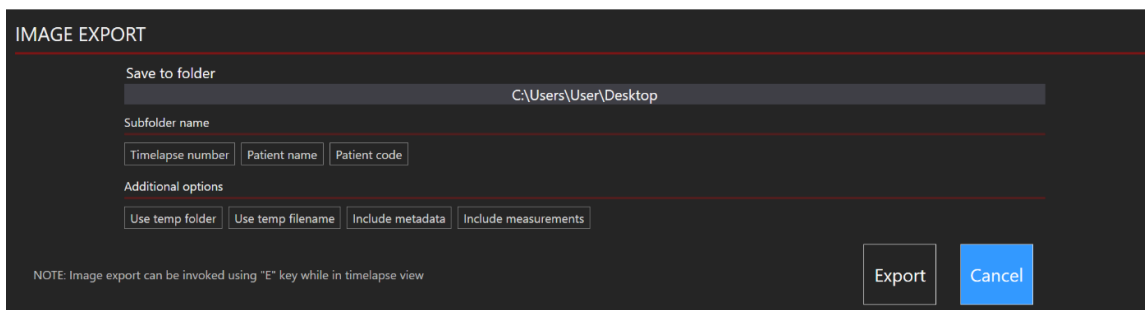 IMAGE EXPORT
Save to folder
C:\Users\User\Desktop
Subfolder name
Timelapse number Patient name Patient code
Additional options
Use temp folder Use temp filename Include metadata Include measurements
NOTE: Image export can be invoked using "E" key while in timelapse view
Export Cancel